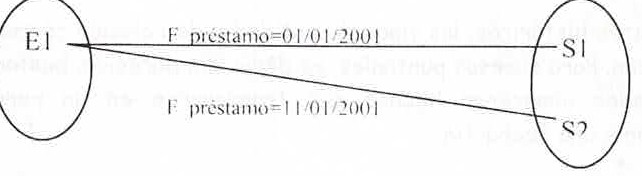 E1
F préstamo=01/01/2001
S1
F préstamo=11/01/2001
S2